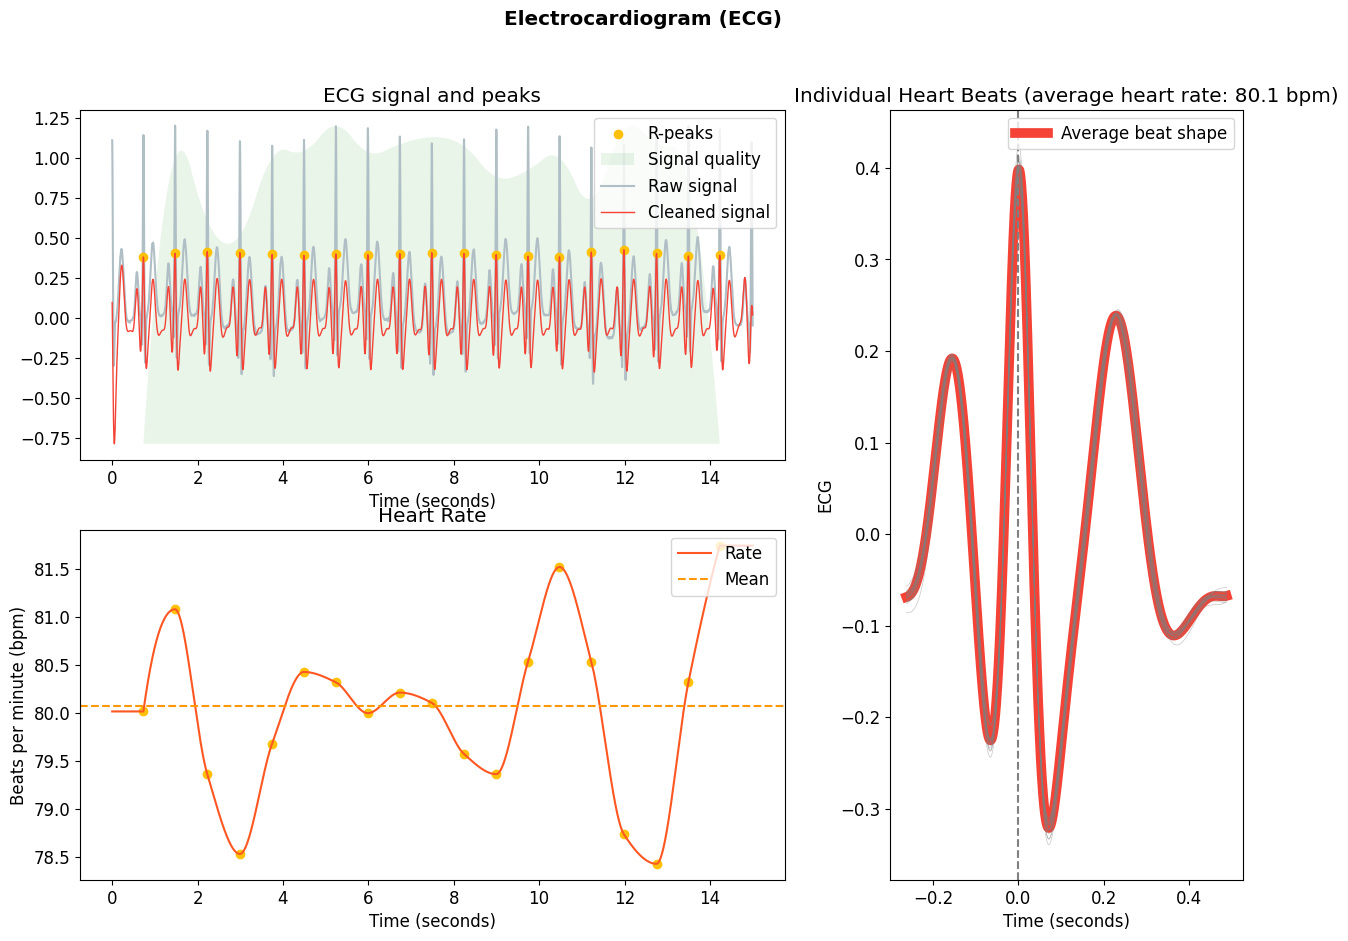 Electrocardiogram (ECG)
ECG signal and peaks
1.25
1.00
0.75
0.50
0.25
0.00
−0.25
−0.50
−0.75
R-peaks
Signal quality
Raw signal
Cleaned signal
0 2 4 6 8 10 12 14
Time (seconds)
Heart Rate
Beats per minute (bpm)
81.5
81.0
80.5
80.0
79.5
79.0
78.5
Rate
Mean
0 2 4 6 8 10 12 14
Time (seconds)
Individual Heart Beats (average heart rate: 80.1 bpm)
Average beat shape
ECG
0.4
0.3
0.2
0.1
0.0
−0.1
−0.2
−0.3
−0.2 0.0 0.2 0.4
Time (seconds)